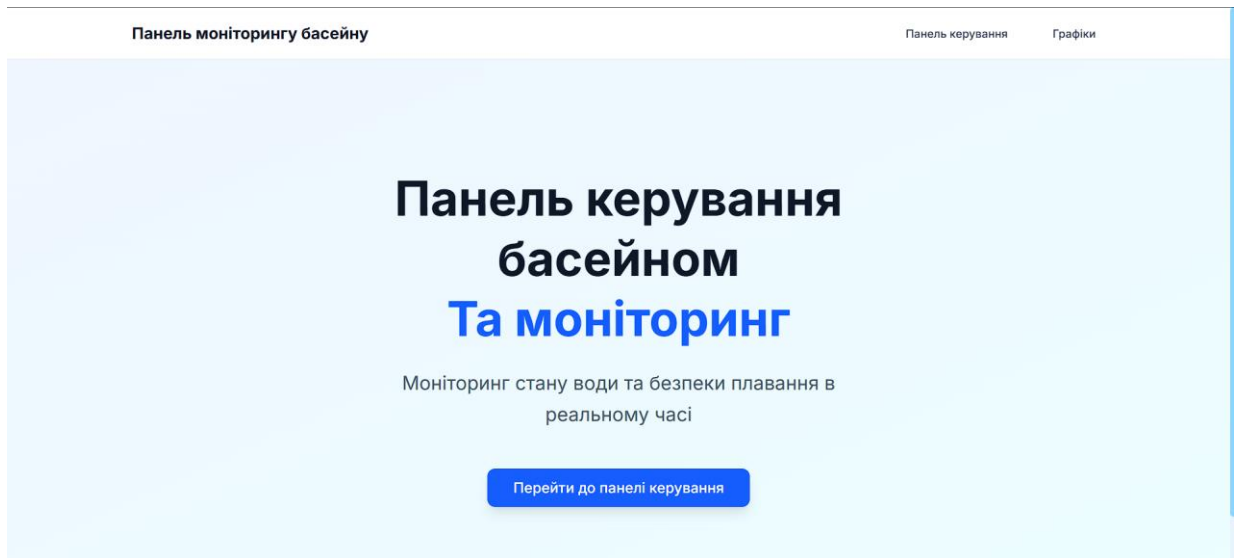 Панель моніторингу басейну
Панель керування
Графіки
Панель керування
басейном
Та моніторинг
Моніторинг стану води та безпеки плавання в
реальному часі
Перейти до панелі керування